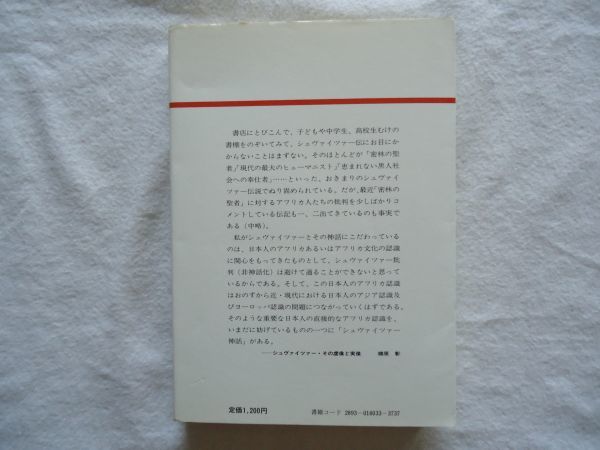 書店にとびこんで、子どもや中学生、高校生むけの
書棚をのぞいてみて、シュヴァイツァー伝にお目にか
からないことはまずない。そのほとんどが「密林の聖
者」「現代の最大のヒューマニスト」「恵まれない黒人社
会への奉仕者」……といった、おきまりのシュヴァイ
ツァー伝説でぬり固められている。だが、最近「密林の
聖者」に対するアフリカ人たちの批判を少しばかりコ
メントしている伝記も一、二出てきているのも事実で
ある(中略)。
私がシュヴァイツァーとその神話にこだわっている
のは、日本人のアフリカあるいはアフリカ文化の認識
に関心をもってきたものとして、シュヴァイツァー批
判(非神話化)は避けて通ることができないと思って
いるからである。そして、この日本人のアフリカ認識
はおのずから近・現代における日本人のアジア認識及
びヨーロッパ認識の問題につながっていくはずである。
そのような重要な日本人の直接的なアフリカ認識を、
いまだに妨げているものの一つに「シュヴァイツァー
神話」がある。
──シュヴァイツァー・その虚像と実像 楠原 彰
定価1,200円 書籍コード 2093-016033-3737